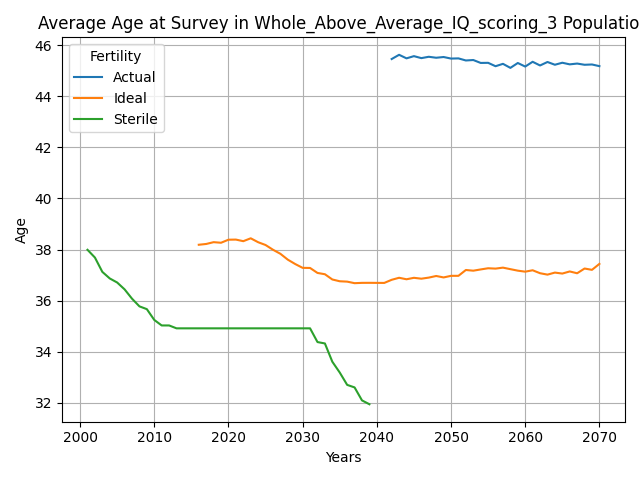 Average Age at Survey in Whole_Above_Average_IQ_scoring_3 Populatio
Fertility
Actual
Ideal
Sterile
Age
46
44
42
40
38
36
34
32
2000 2010 2020 2030 2040 2050 2060 2070
Years